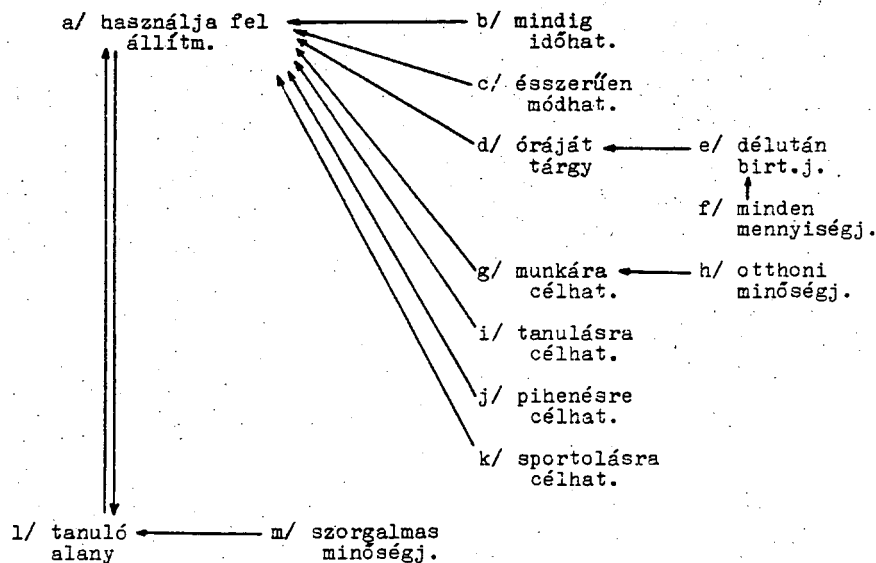 a/ használja fel
állítm.
b/ mindig
időhat.
c/ ésszerűen
módhat.
d/ óráját
tárgy
e/ délután
birt.j.
f/ minden
mennyiségj.
g/ munkára
célhat.
h/ otthoni
minőségj.
i/ tanulásra
célhat.
j/ pihenésre
célhat.
k/ sportolásra
célhat.
l/ tanuló
alany
m/ szorgalmas
minőségj.